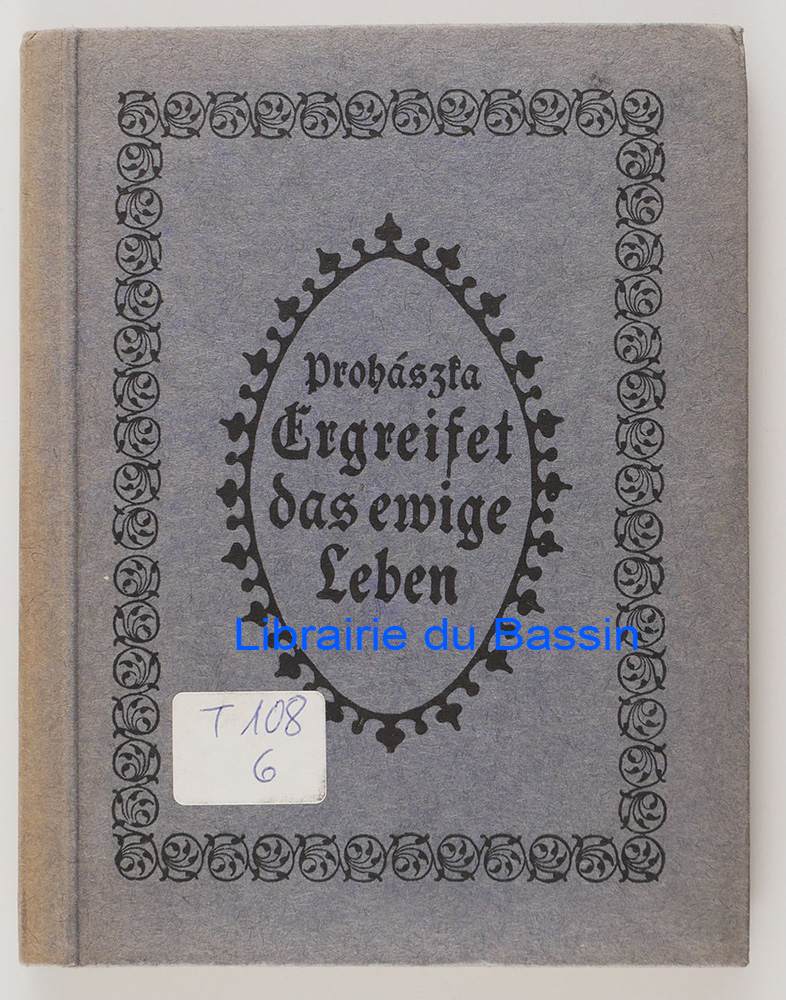 Prohászka
Ergreifet
das ewige
Leben
Librairie du Bassin
T 108
6